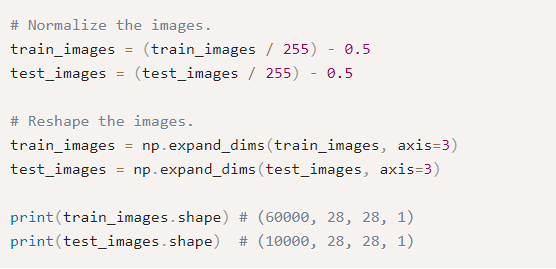 # Normalize the images.
train_images = (train_images / 255) - 0.5
test_images = (test_images / 255) - 0.5
# Reshape the images.
train_images = np.expand_dims(train_images, axis=3)
test_images = np.expand_dims(test_images, axis=3)
print(train_images.shape) # (60000, 28, 28, 1)
print(test_images.shape)  # (10000, 28, 28, 1)